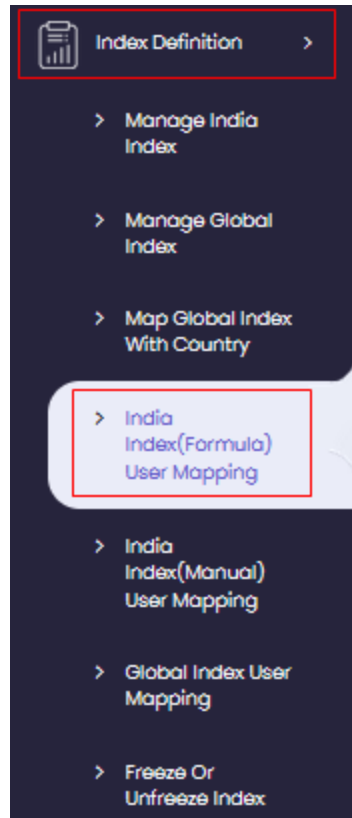 Index Definition
Manage India
Index
Manage Global
Index
Map Global Index
With Country
India
Index(Formula)
User Mapping
India
Index(Manual)
User Mapping
Global Index User
Mapping
Freeze Or
Unfreeze Index